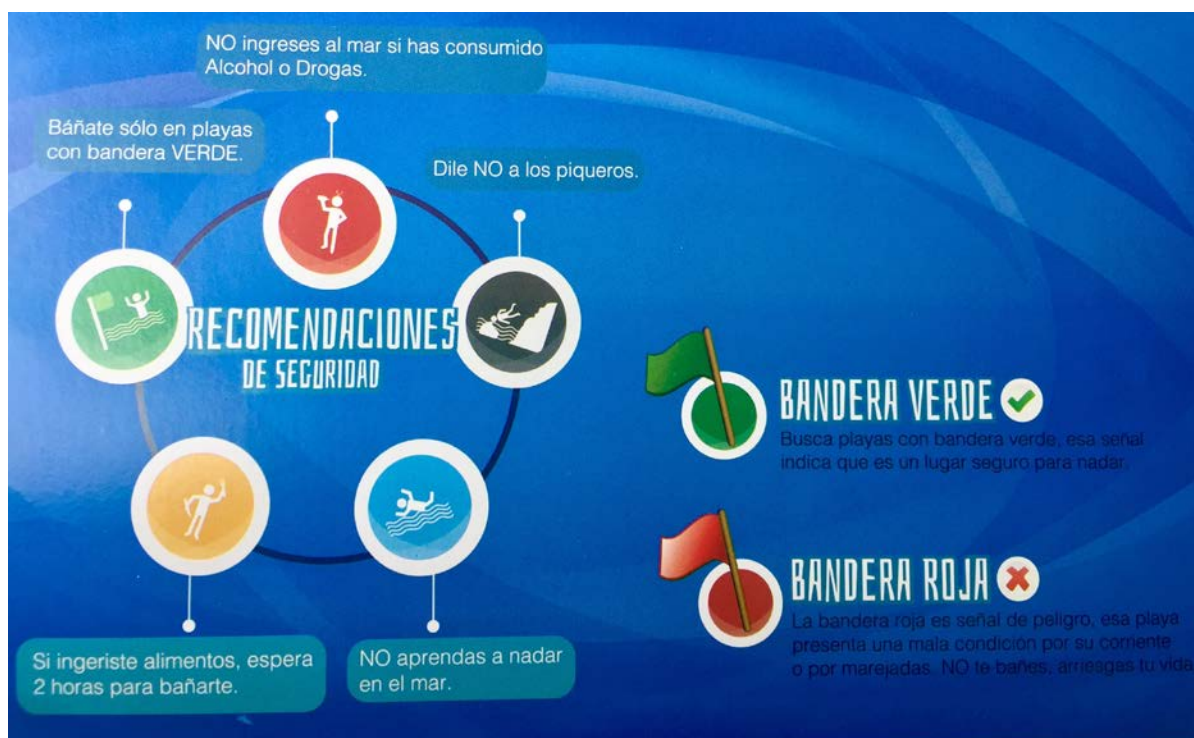 NO ingreses al mar si has consumido
Alcohol o Drogas.
Báñate sólo en playas
con bandera VERDE.
Dile NO a los piqueros.
RECOMENDACIONES
DE SEGURIDAD
Si ingeriste alimentos, espera
2 horas para bañarte.
NO aprendas a nadar
en el mar.
BANDERA VERDE
Busca playas con bandera verde, esa señal
indica que es un lugar seguro para nadar.
BANDERA ROJA
La bandera roja es señal de peligro, esa playa
presenta una mala condición por su corriente
o por marejadas. NO te bañes, arriesgas tu vida